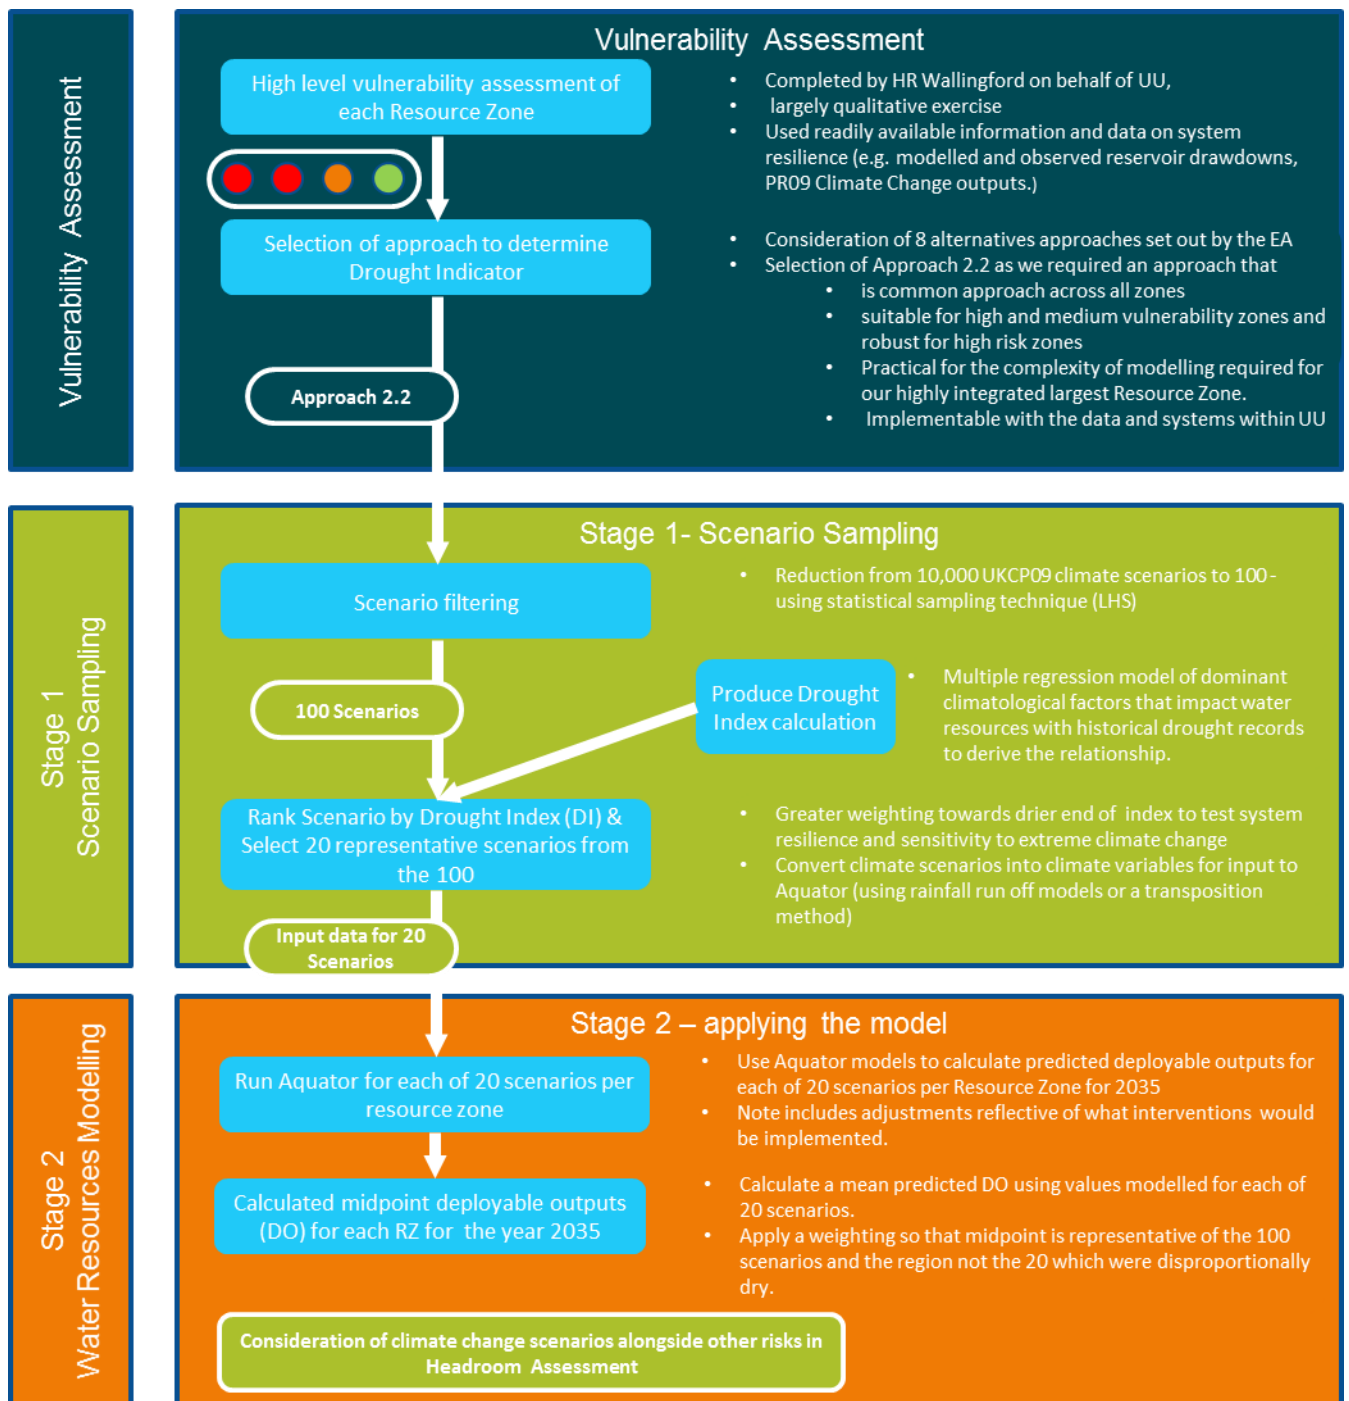 Vulnerability Assessment
Vulnerability Assessment
High level vulnerability assessment of
each Resource Zone
• Completed by HR Wallingford on behalf of UU,
• largely qualitative exercise
• Used readily available information and data on system
resilience (e.g. modelled and observed reservoir drawdowns,
PR09 Climate Change outputs.)
Selection of approach to determine
Drought Indicator
• Consideration of 8 alternatives approaches set out by the EA
• Selection of Approach 2.2 as we required an approach that
• is common approach across all zones
• suitable for high and medium vulnerability zones and
robust for high risk zones
• Practical for the complexity of modelling required for
our highly integrated largest Resource Zone.
• Implementable with the data and systems within UU
Approach 2.2
Stage 1
Scenario Sampling
Stage 1- Scenario Sampling
Scenario filtering
• Reduction from 10,000 UKCP09 climate scenarios to 100 -
using statistical sampling technique (LHS)
100 Scenarios
Produce Drought
Index calculation
• Multiple regression model of dominant
climatological factors that impact water
resources with historical drought records
to derive the relationship.
Rank Scenario by Drought Index (DI) &
Select 20 representative scenarios from
the 100
• Greater weighting towards drier end of index to test system
resilience and sensitivity to extreme climate change
• Convert climate scenarios into climate variables for input to
Aquator (using rainfall run off models or a transposition
method)
Input data for 20
Scenarios
Stage 2
Water Resources Modelling
Stage 2 – applying the model
Run Aquator for each of 20 scenarios per
resource zone
• Use Aquator models to calculate predicted deployable outputs for
each of 20 scenarios per Resource Zone for 2035
• Note includes adjustments reflective of what interventions would
be implemented.
Calculated midpoint deployable outputs
(DO) for each RZ for the year 2035
• Calculate a mean predicted DO using values modelled for each of
20 scenarios.
• Apply a weighting so that midpoint is representative of the 100
scenarios and the region not the 20 which were disproportionally
dry.
Consideration of climate change scenarios alongside other risks in
Headroom Assessment